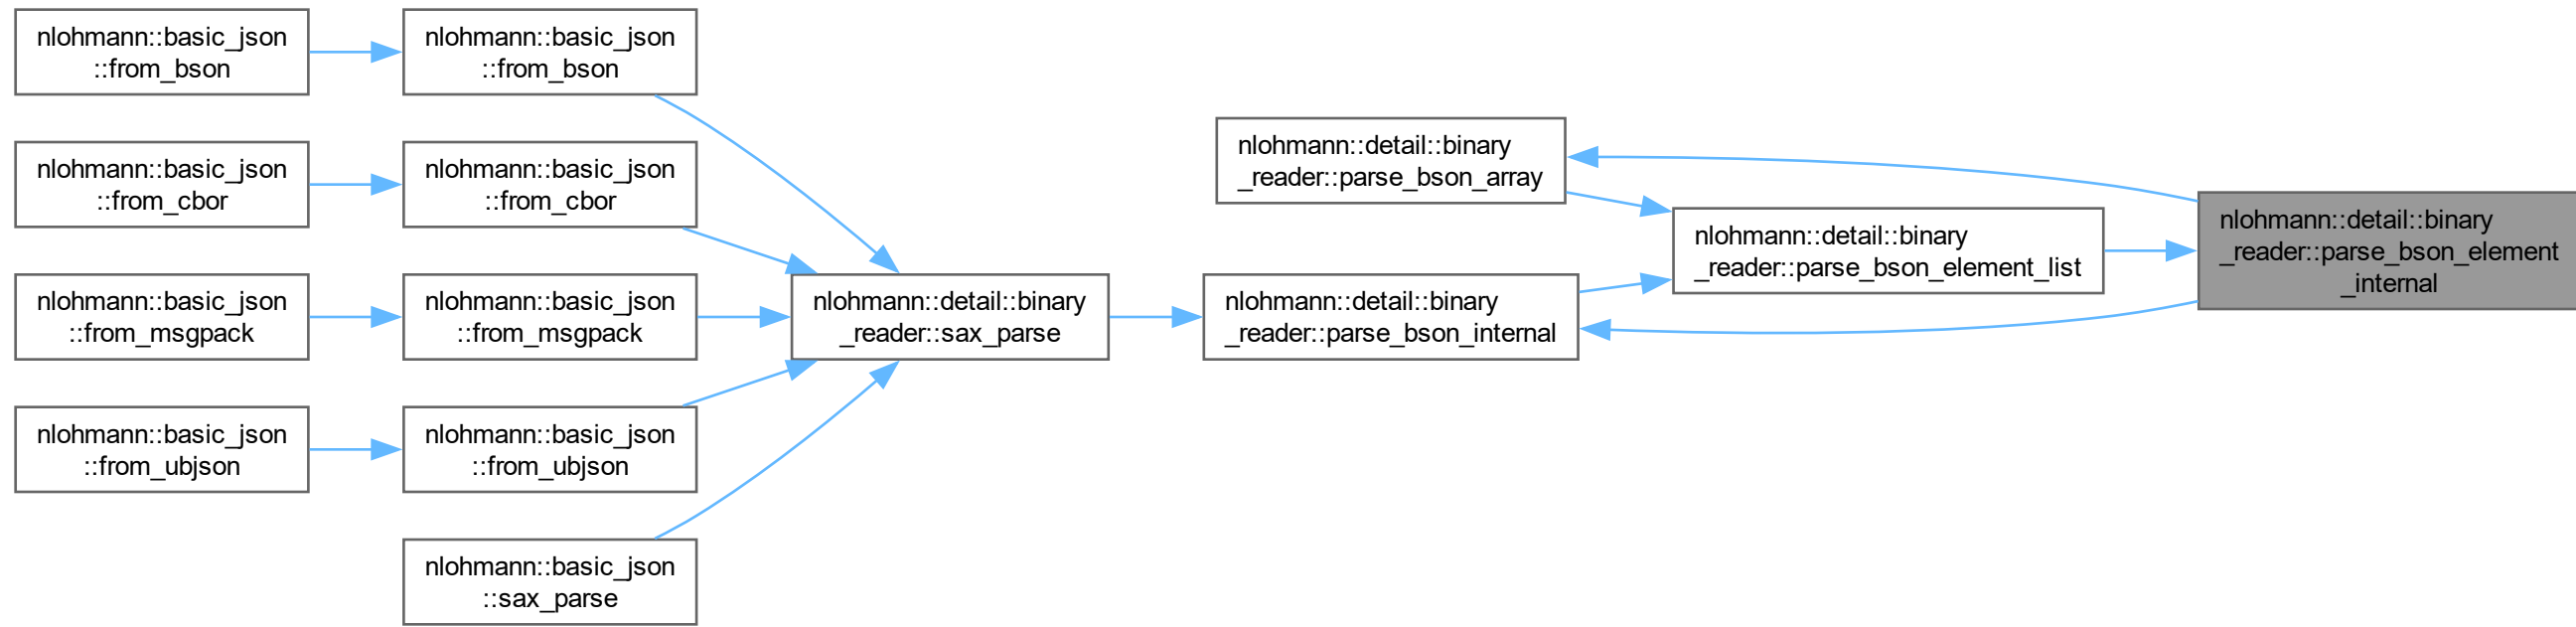 nlohmann::basic_json
::from_bson
nlohmann::basic_json
::from_bson
nlohmann::basic_json
::from_cbor
nlohmann::basic_json
::from_cbor
nlohmann::basic_json
::from_msgpack
nlohmann::basic_json
::from_msgpack
nlohmann::basic_json
::from_ubjson
nlohmann::basic_json
::from_ubjson
nlohmann::basic_json
::sax_parse
nlohmann::detail::binary
_reader::sax_parse
nlohmann::detail::binary
_reader::parse_bson_array
nlohmann::detail::binary
_reader::parse_bson_internal
nlohmann::detail::binary
_reader::parse_bson_element_list
nlohmann::detail::binary
_reader::parse_bson_element
_internal